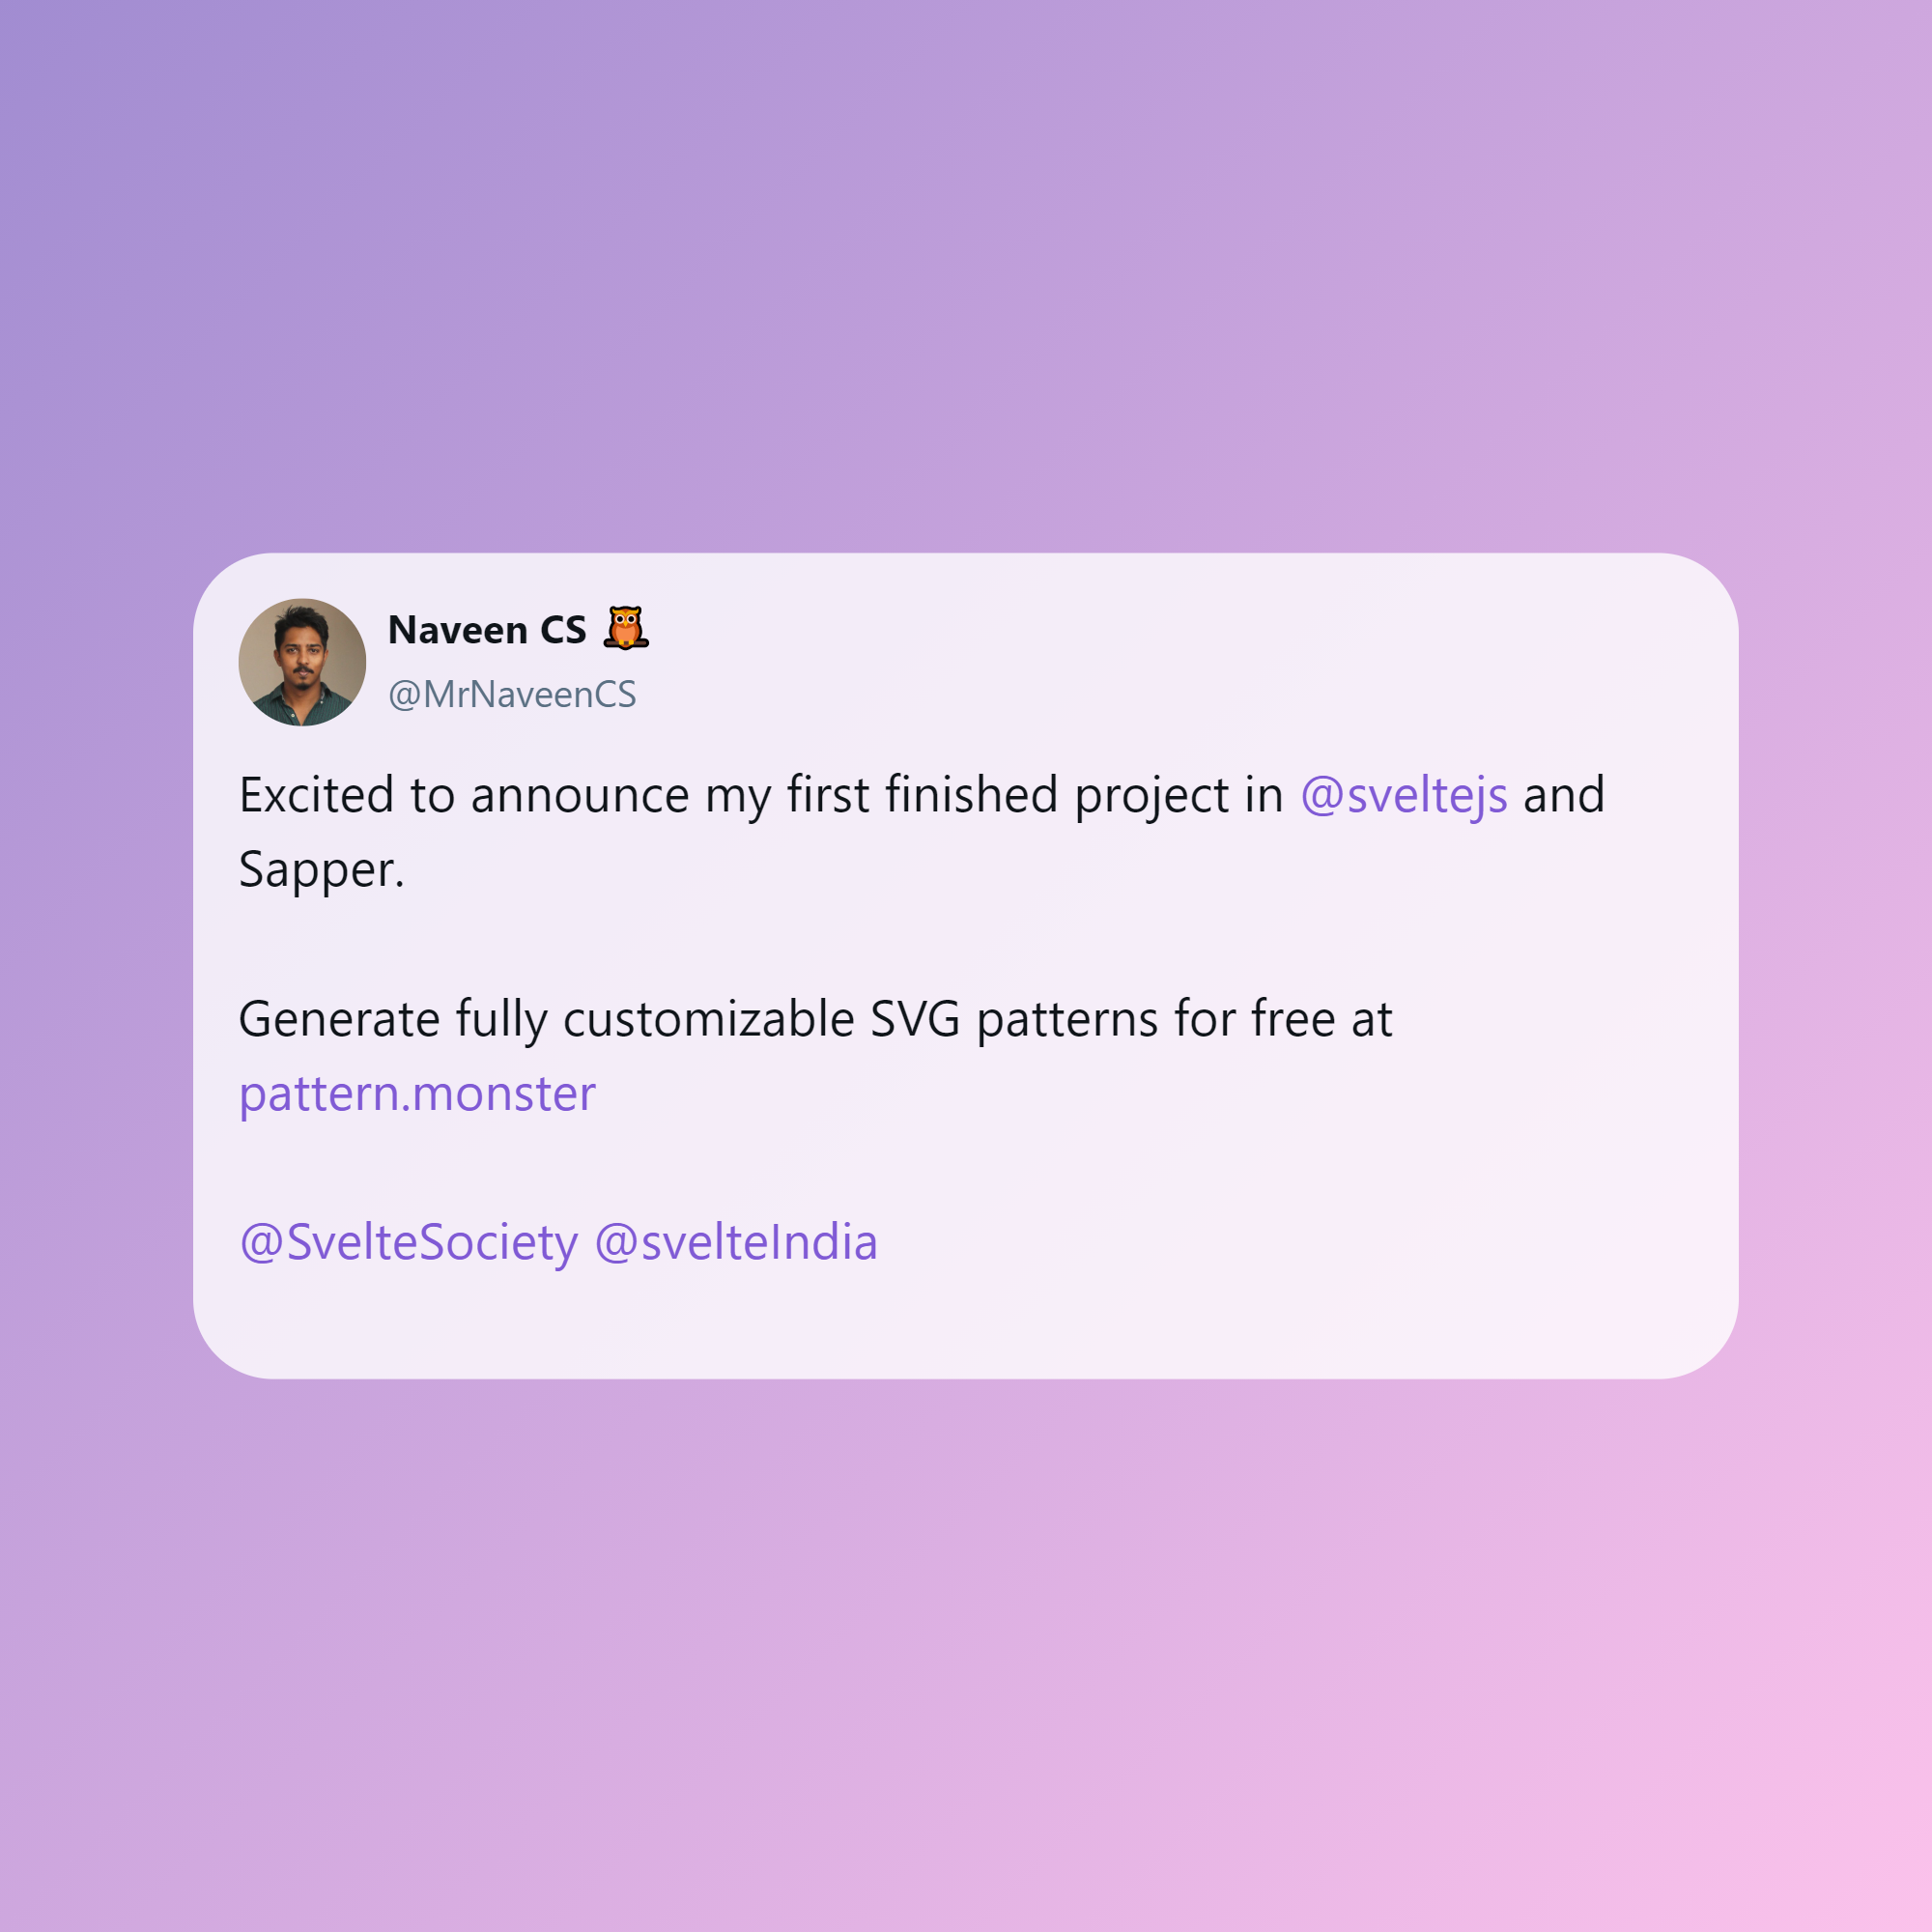 Naveen CS 🦉
@MrNaveenCS
Excited to announce my first finished project in @sveltejs and
Sapper.
Generate fully customizable SVG patterns for free at
pattern.monster
@SvelteSociety @svelteIndia